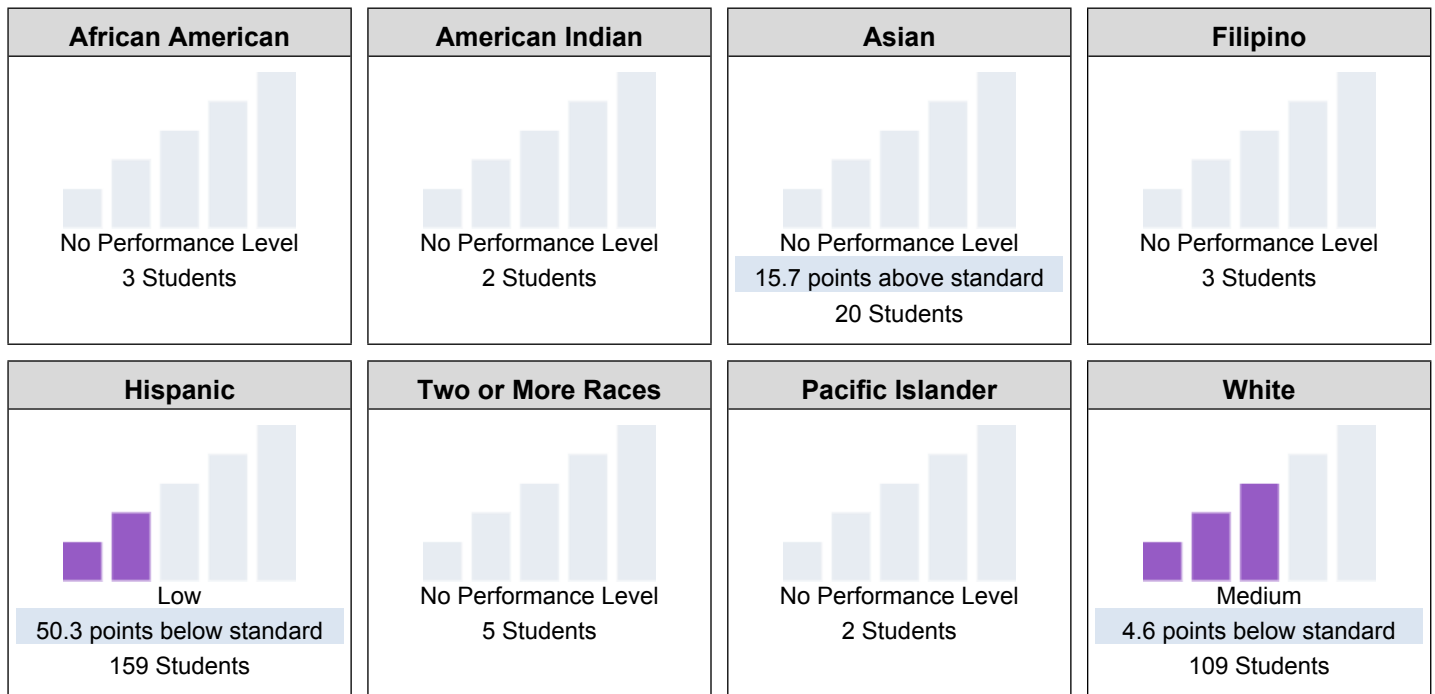 African American
No Performance Level
3 Students
American Indian
No Performance Level
2 Students
Asian
No Performance Level
15.7 points above standard
20 Students
Filipino
No Performance Level
3 Students
Hispanic
Low
50.3 points below standard
159 Students
Two or More Races
No Performance Level
5 Students
Pacific Islander
No Performance Level
2 Students
White
Medium
4.6 points below standard
109 Students